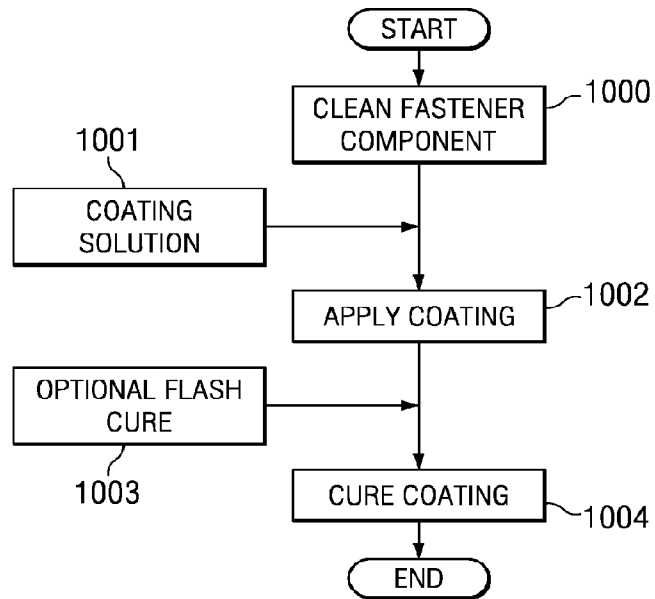 START
CLEAN FASTENER
COMPONENT
1000
1001
COATING
SOLUTION
APPLY COATING
1002
OPTIONAL FLASH
CURE
1003
CURE COATING
1004
END